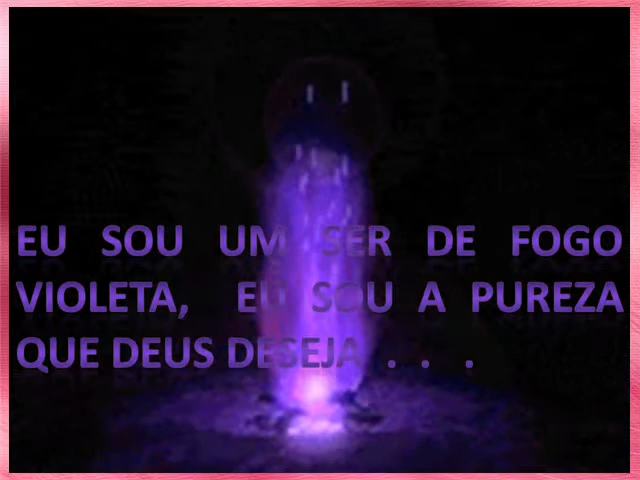 EU SOU UM SER DE FOGO
VIOLETA, EU SOU A PUREZA
QUE DEUS DESEJA . . .